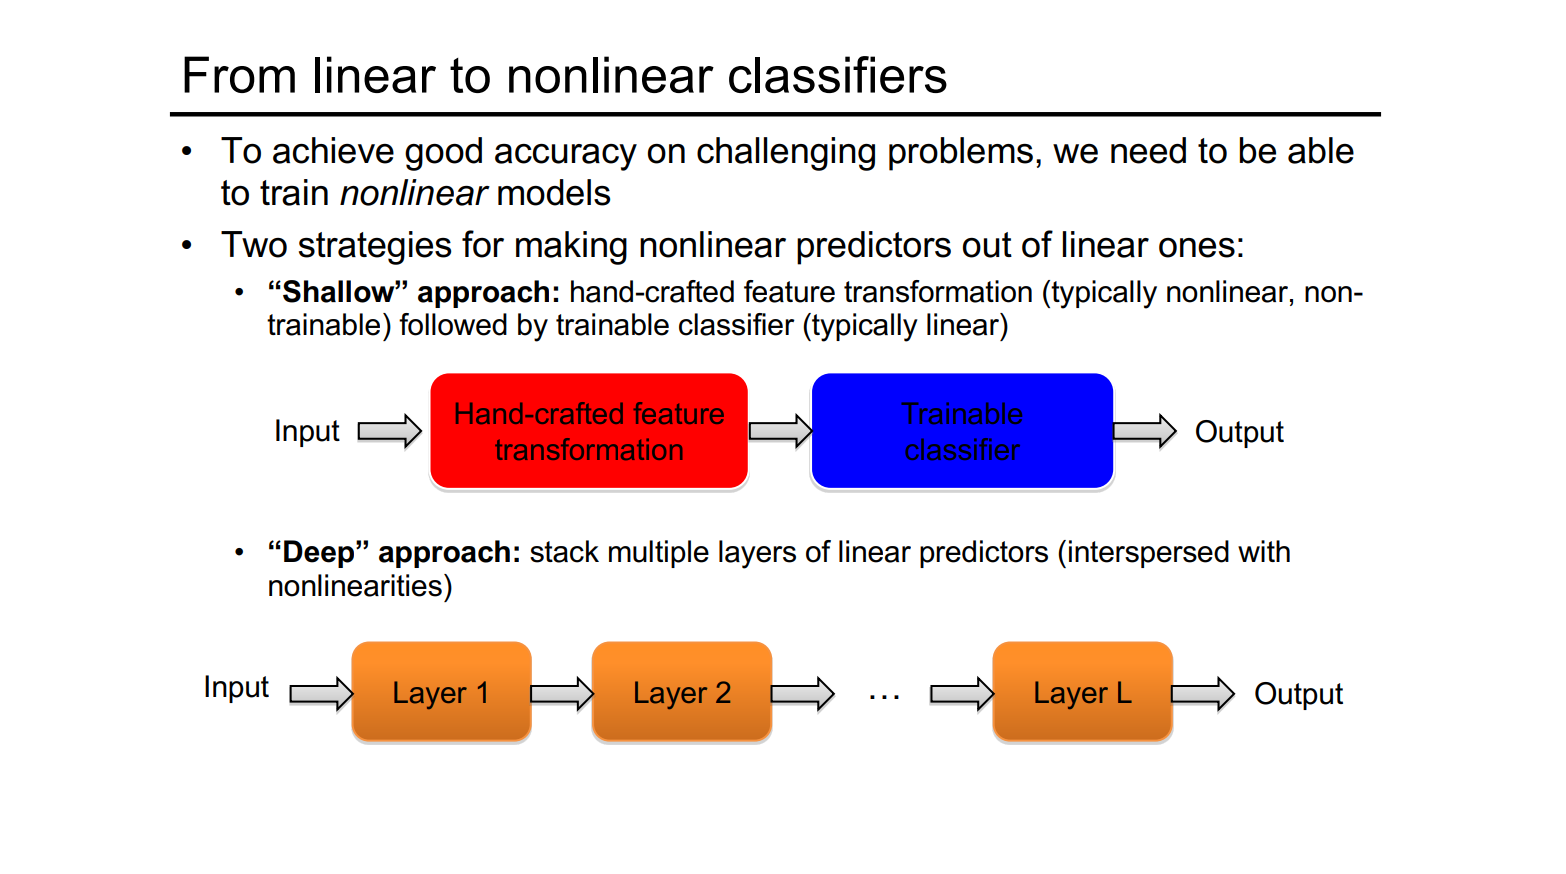 From linear to nonlinear classifiers
• To achieve good accuracy on challenging problems, we need to be able
to train nonlinear models
• Two strategies for making nonlinear predictors out of linear ones:
• “Shallow” approach: hand-crafted feature transformation (typically nonlinear, non-
trainable) followed by trainable classifier (typically linear)
Input
Hand-crafted feature
transformation
Trainable
classifier
Output
• “Deep” approach: stack multiple layers of linear predictors (interspersed with
nonlinearities)
Input
Layer 1
Layer 2
…
Layer L
Output